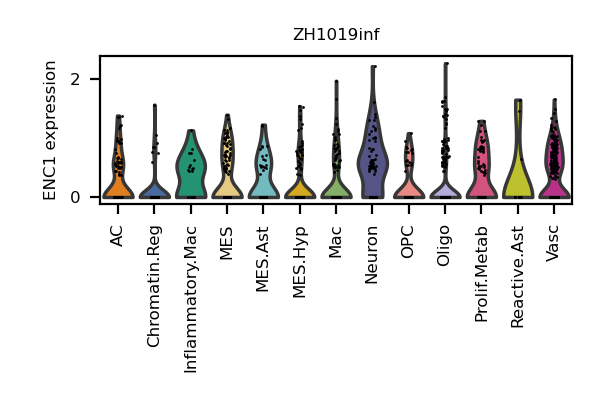 ZH1019inf
ENC1 expression
2
0
AC
Chromatin.Reg
Inflammatory.Mac
MES
MES.Ast
MES.Hyp
Mac
Neuron
OPC
Oligo
Prolif.Metab
Reactive.Ast
Vasc